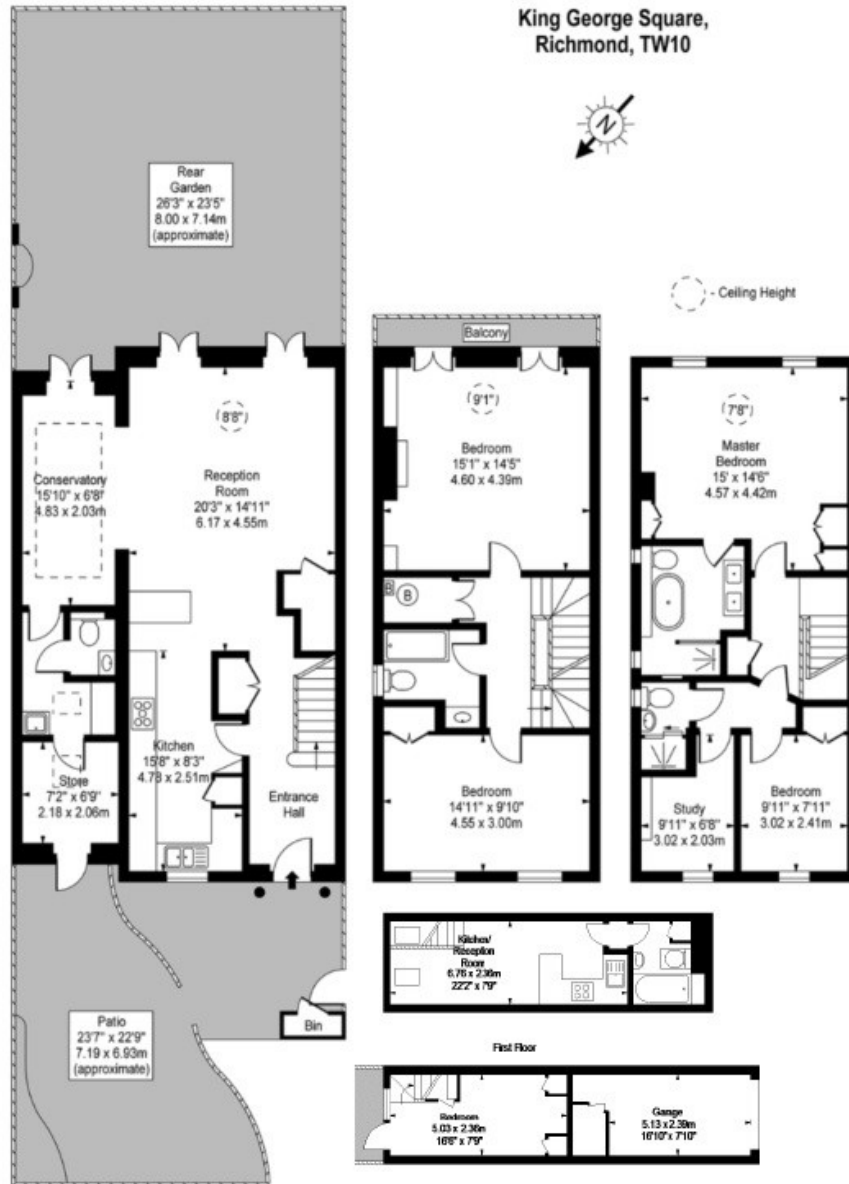 King George Square,
Richmond, TW10
N
Rear
Garden
26'3" x 23'5"
8.00 x 7.14m
(approximate)
- Ceiling Height
Balcony
8'8"
9'1"
7'8"
Conservatory
15'10" x 6'8"
4.83 x 2.03m
Reception
Room
20'3" x 14'11"
6.17 x 4.55m
Bedroom
15'1" x 14'5"
4.60 x 4.39m
Master
Bedroom
15' x 14'6"
4.57 x 4.42m
B
B
Kitchen
15'8" x 8'3"
4.78 x 2.51m
Store
7'2" x 6'9"
2.18 x 2.06m
Entrance
Hall
Bedroom
14'11" x 9'10"
4.55 x 3.00m
Study
9'11" x 6'8"
3.02 x 2.03m
Bedroom
9'11" x 7'11"
3.02 x 2.41m
Kitchen/
Reception
Room
6.76 x 2.36m
22'2" x 7'9"
Bin
Patio
23'7" x 22'9"
7.19 x 6.93m
(approximate)
First Floor
Bedroom
5.03 x 2.36m
16'6" x 7'9"
Garage
5.13 x 2.39m
16'10" x 7'10"